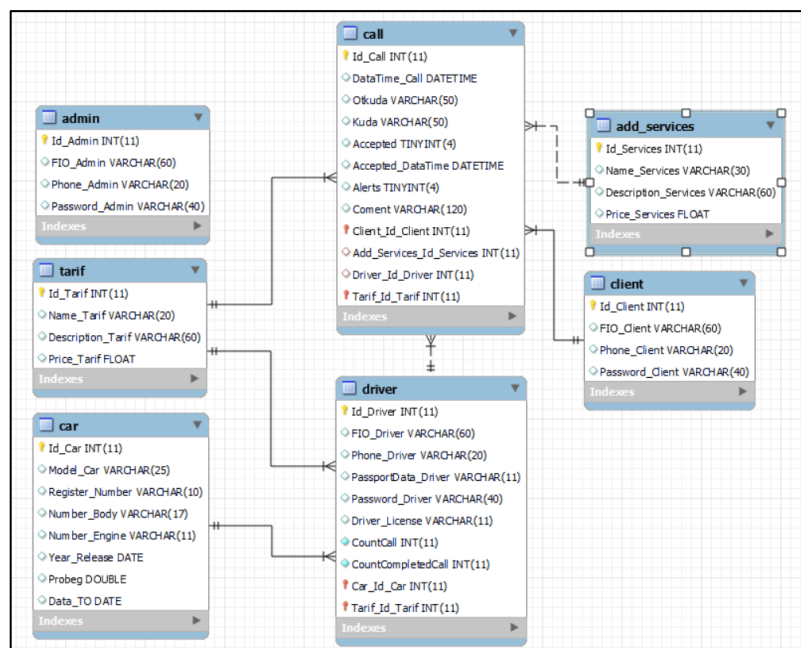 call
Id_Call INT(11)
DataTime_Call DATETIME
Otkuda VARCHAR(50)
Kuda VARCHAR(50)
Accepted TINYINT(4)
Accepted_DataTime DATETIME
Alerts TINYINT(4)
Coment VARCHAR(120)
Client_Id_Client INT(11)
Add_Services_Id_Services INT(11)
Driver_Id_Driver INT(11)
Tarif_Id_Tarif INT(11)
Indexes
admin
Id_Admin INT(11)
FIO_Admin VARCHAR(60)
Phone_Admin VARCHAR(20)
Password_Admin VARCHAR(40)
Indexes
add_services
Id_Services INT(11)
Name_Services VARCHAR(30)
Description_Services VARCHAR(60)
Price_Services FLOAT
Indexes
tarif
Id_Tarif INT(11)
Name_Tarif VARCHAR(20)
Description_Tarif VARCHAR(60)
Price_Tarif FLOAT
Indexes
client
Id_Client INT(11)
FIO_Client VARCHAR(60)
Phone_Client VARCHAR(20)
Password_Client VARCHAR(40)
Indexes
car
Id_Car INT(11)
Model_Car VARCHAR(25)
Register_Number VARCHAR(10)
Number_Body VARCHAR(17)
Number_Engine VARCHAR(11)
Year_Release DATE
Probeg DOUBLE
Data_TO DATE
Indexes
driver
Id_Driver INT(11)
FIO_Driver VARCHAR(60)
Phone_Driver VARCHAR(20)
PassportData_Driver VARCHAR(11)
Password_Driver VARCHAR(40)
Driver_License VARCHAR(11)
CountCall INT(11)
CountCompletedCall INT(11)
Car_Id_Car INT(11)
Tarif_Id_Tarif INT(11)
Indexes